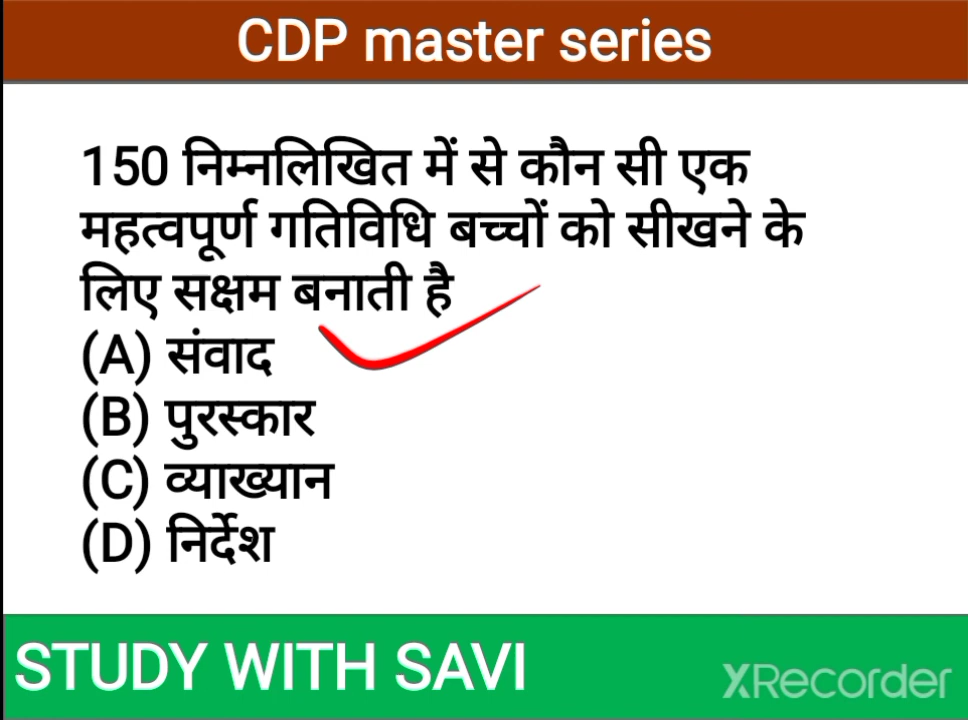 CDP master series
150 निम्नलिखित में से कौन सी एक
महत्वपूर्ण गतिविधि बच्चों को सीखने के
लिए सक्षम बनाती है
(A) संवाद
(B) पुरस्कार
(C) व्याख्यान
(D) निर्देश
STUDY WITH SAVI
XRecorder